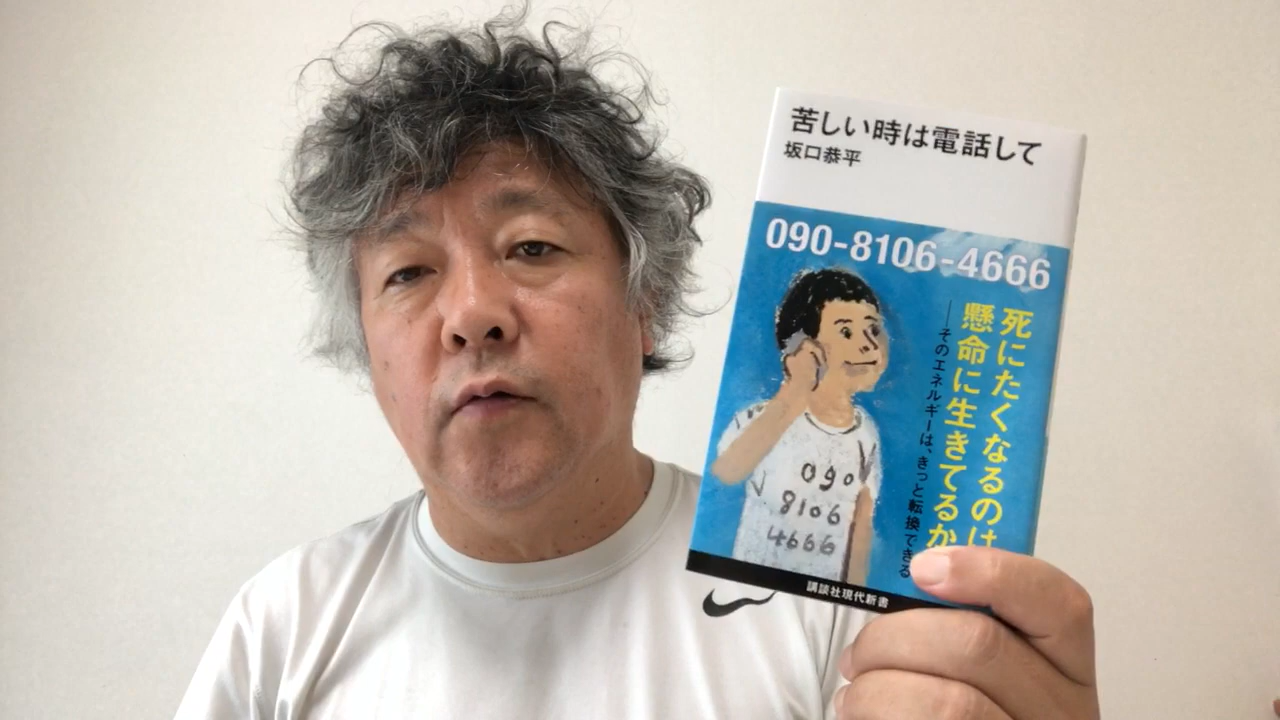 苦しい時は電話して
坂口恭平
090-8106-4666
死にたくなるのは
懸命に生きてるか
──そのエネルギーは、きっと転換できる
090
8106
4666
講談社現代新書